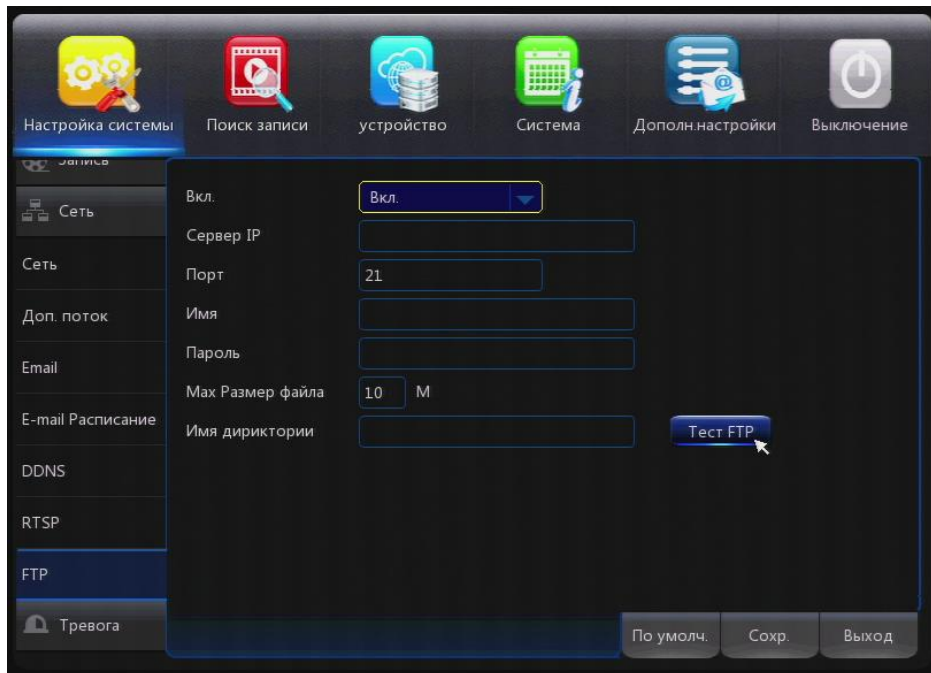 Настройка системы
Поиск записи
устройство
Система
Дополн.настройки
Выключение
Запись
Сеть
Сеть
Доп. поток
Email
E-mail Расписание
DDNS
RTSP
FTP
Тревога
Вкл. Вкл.
Сервер IP
Порт 21
Имя
Пароль
Max Размер файла 10 M
Имя дириктории Тест FTP
По умолч. Сохр. Выход